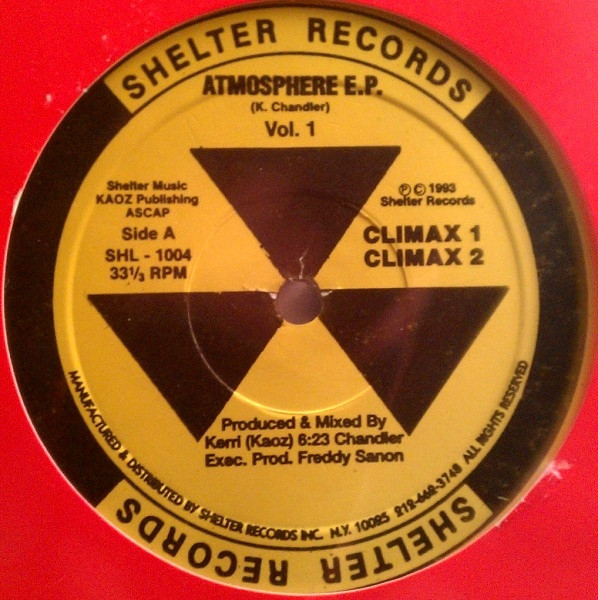 SHELTER RECORDS
ATMOSPHERE E.P.
(K. Chandler)
Vol. 1
Shelter Music
KAOZ Publishing
ASCAP
Side A
SHL - 1004
33⅓ RPM
℗ © 1993
Shelter Records
CLIMAX 1
CLIMAX 2
Produced & Mixed By
Kerri (Kaoz) 6:23 Chandler
Exec. Prod. Freddy Sanon
MANUFACTURED & DISTRIBUTED BY SHELTER RECORDS INC. N.Y. 10025 212-662-3748 ALL RIGHTS RESERVED
SHELTER RECORDS